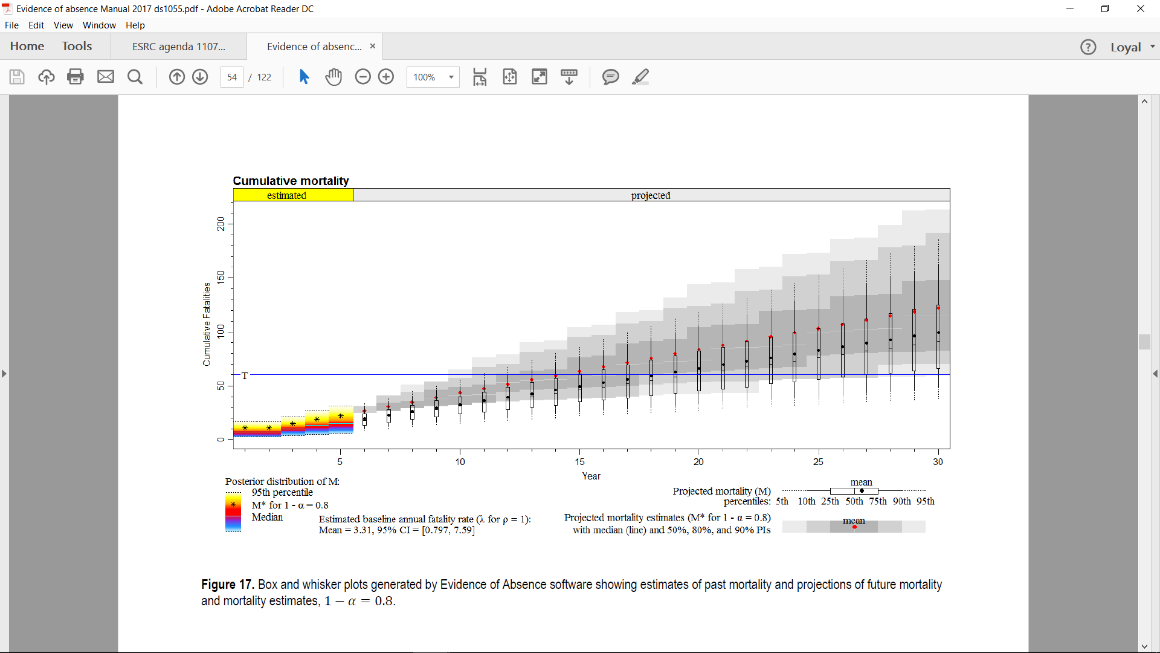 Evidence of absence Manual 2017 ds1055.pdf - Adobe Acrobat Reader DC
File Edit View Window Help
Home Tools ESRC agenda 1107... Evidence of absenc... × ? Loyal
54 / 122 100%
Cumulative mortality
estimated projected
Cumulative Fatalities
0 50 100 150 200
T
5 10 15 20 25 30
Year
Posterior distribution of M:
95th percentile
M* for 1 - α = 0.8
Median
Estimated baseline annual fatality rate (λ for ρ = 1):
Mean = 3.31, 95% CI = [0.797, 7.59]
mean
Projected mortality (M)
percentiles: 5th 10th 25th 50th 75th 90th 95th
Projected mortality estimates (M* for 1 - α = 0.8)
with median (line) and 50%, 80%, and 90% PIs
mean
Figure 17. Box and whisker plots generated by Evidence of Absence software showing estimates of past mortality and projections of future mortality
and mortality estimates, 1 − α = 0.8.